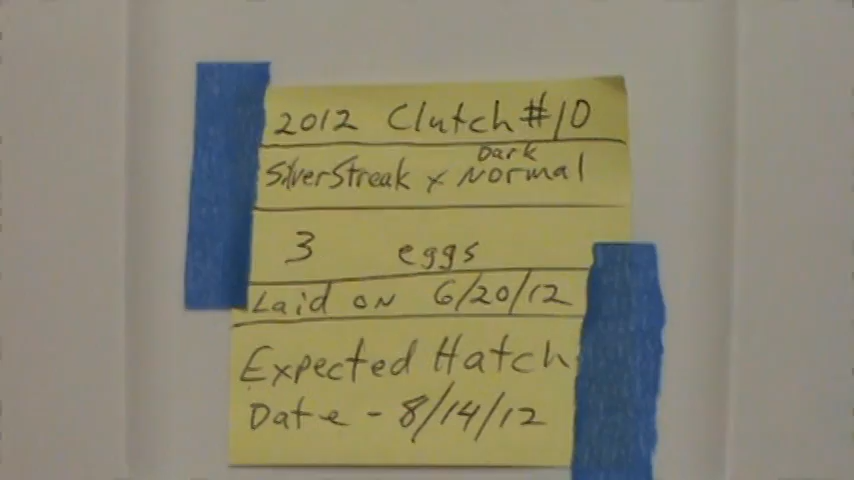 2012 Clutch #10
Dark
SilverStreak x Normal
3 eggs
Laid on 6/20/12
Expected Hatch
Date - 8/14/12